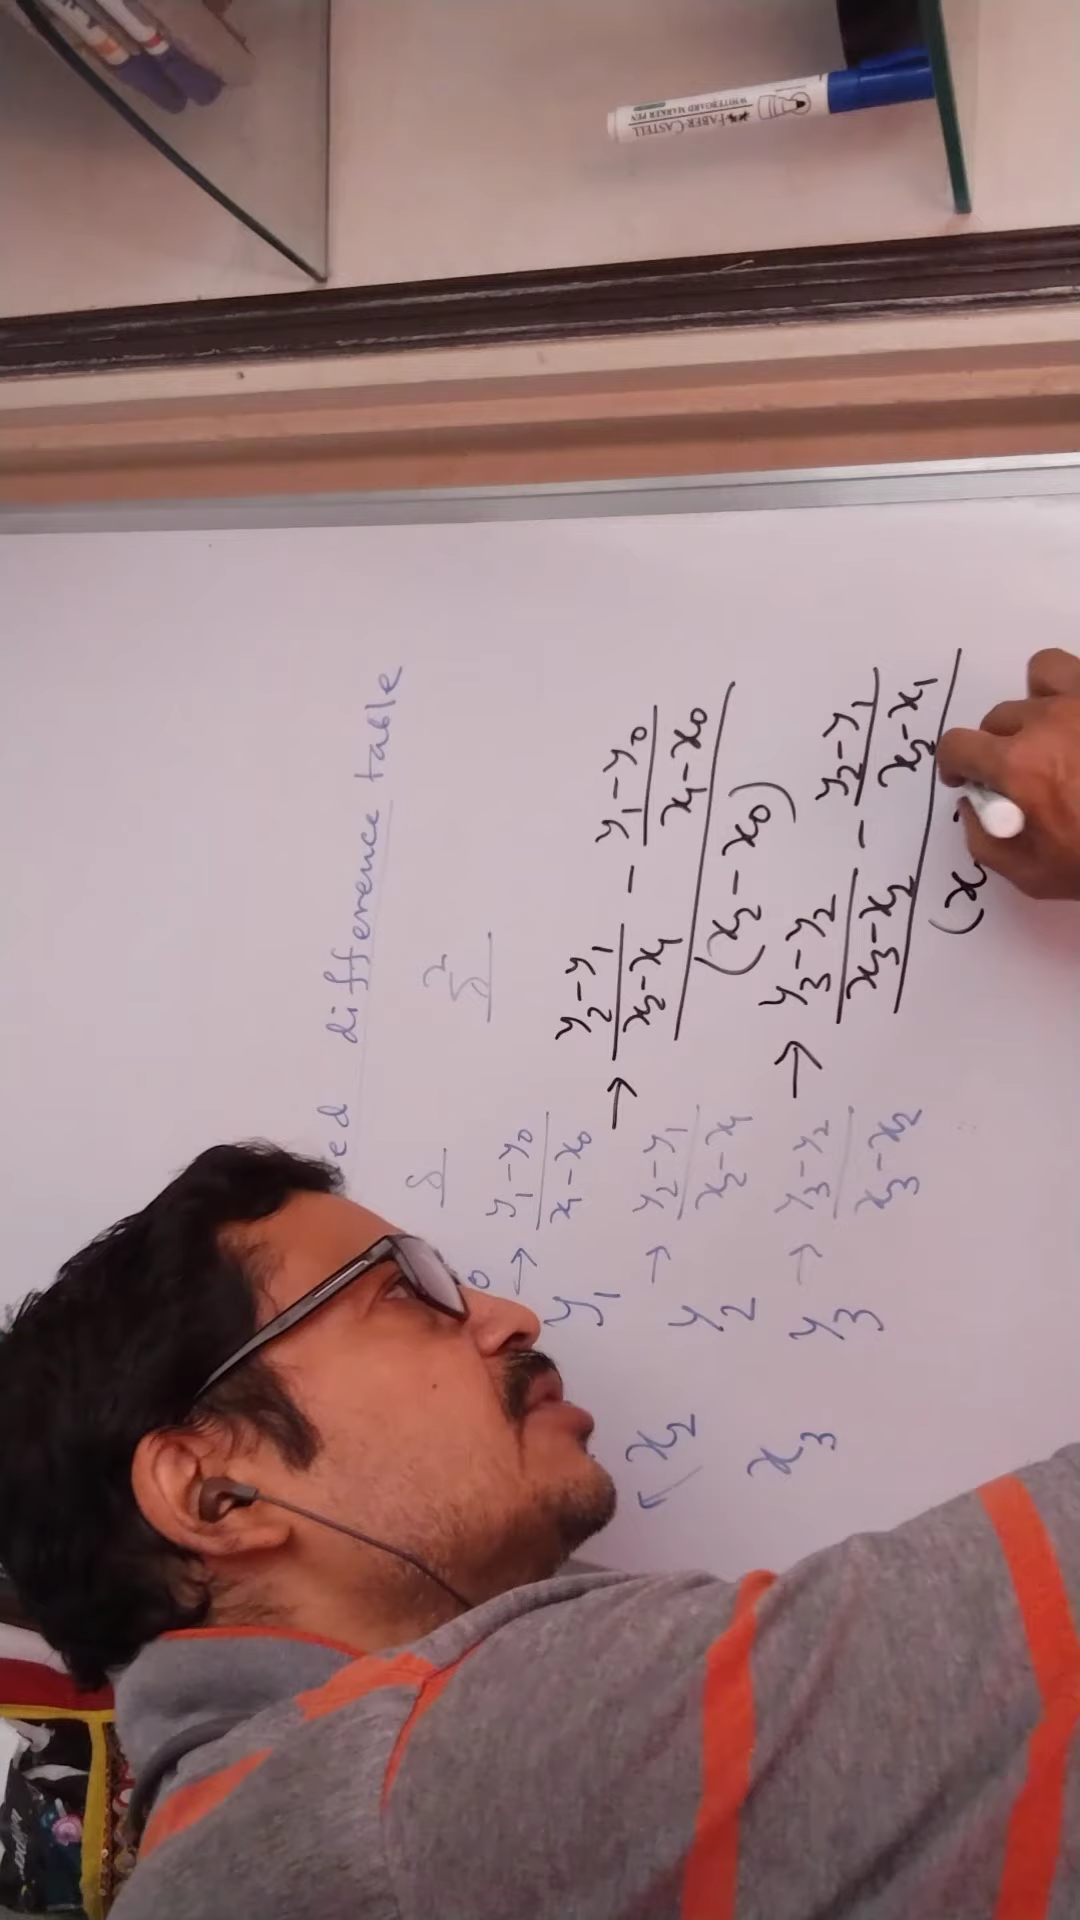 ed difference table
δ δ²
0 → y₁-y₀ / x₁-x₀
y₁ → (y₂-y₁ / x₂-x₁ - y₁-y₀ / x₁-x₀) / (x₂-x₀)
x₂ y₂ → y₂-y₁ / x₂-x₁
→ (y₃-y₂ / x₃-x₂ - y₂-y₁ / x₂-x₁) / (x
x₃ y₃ → y₃-y₂ / x₃-x₂
FABER-CASTELL
WHITEBOARD MARKER PEN